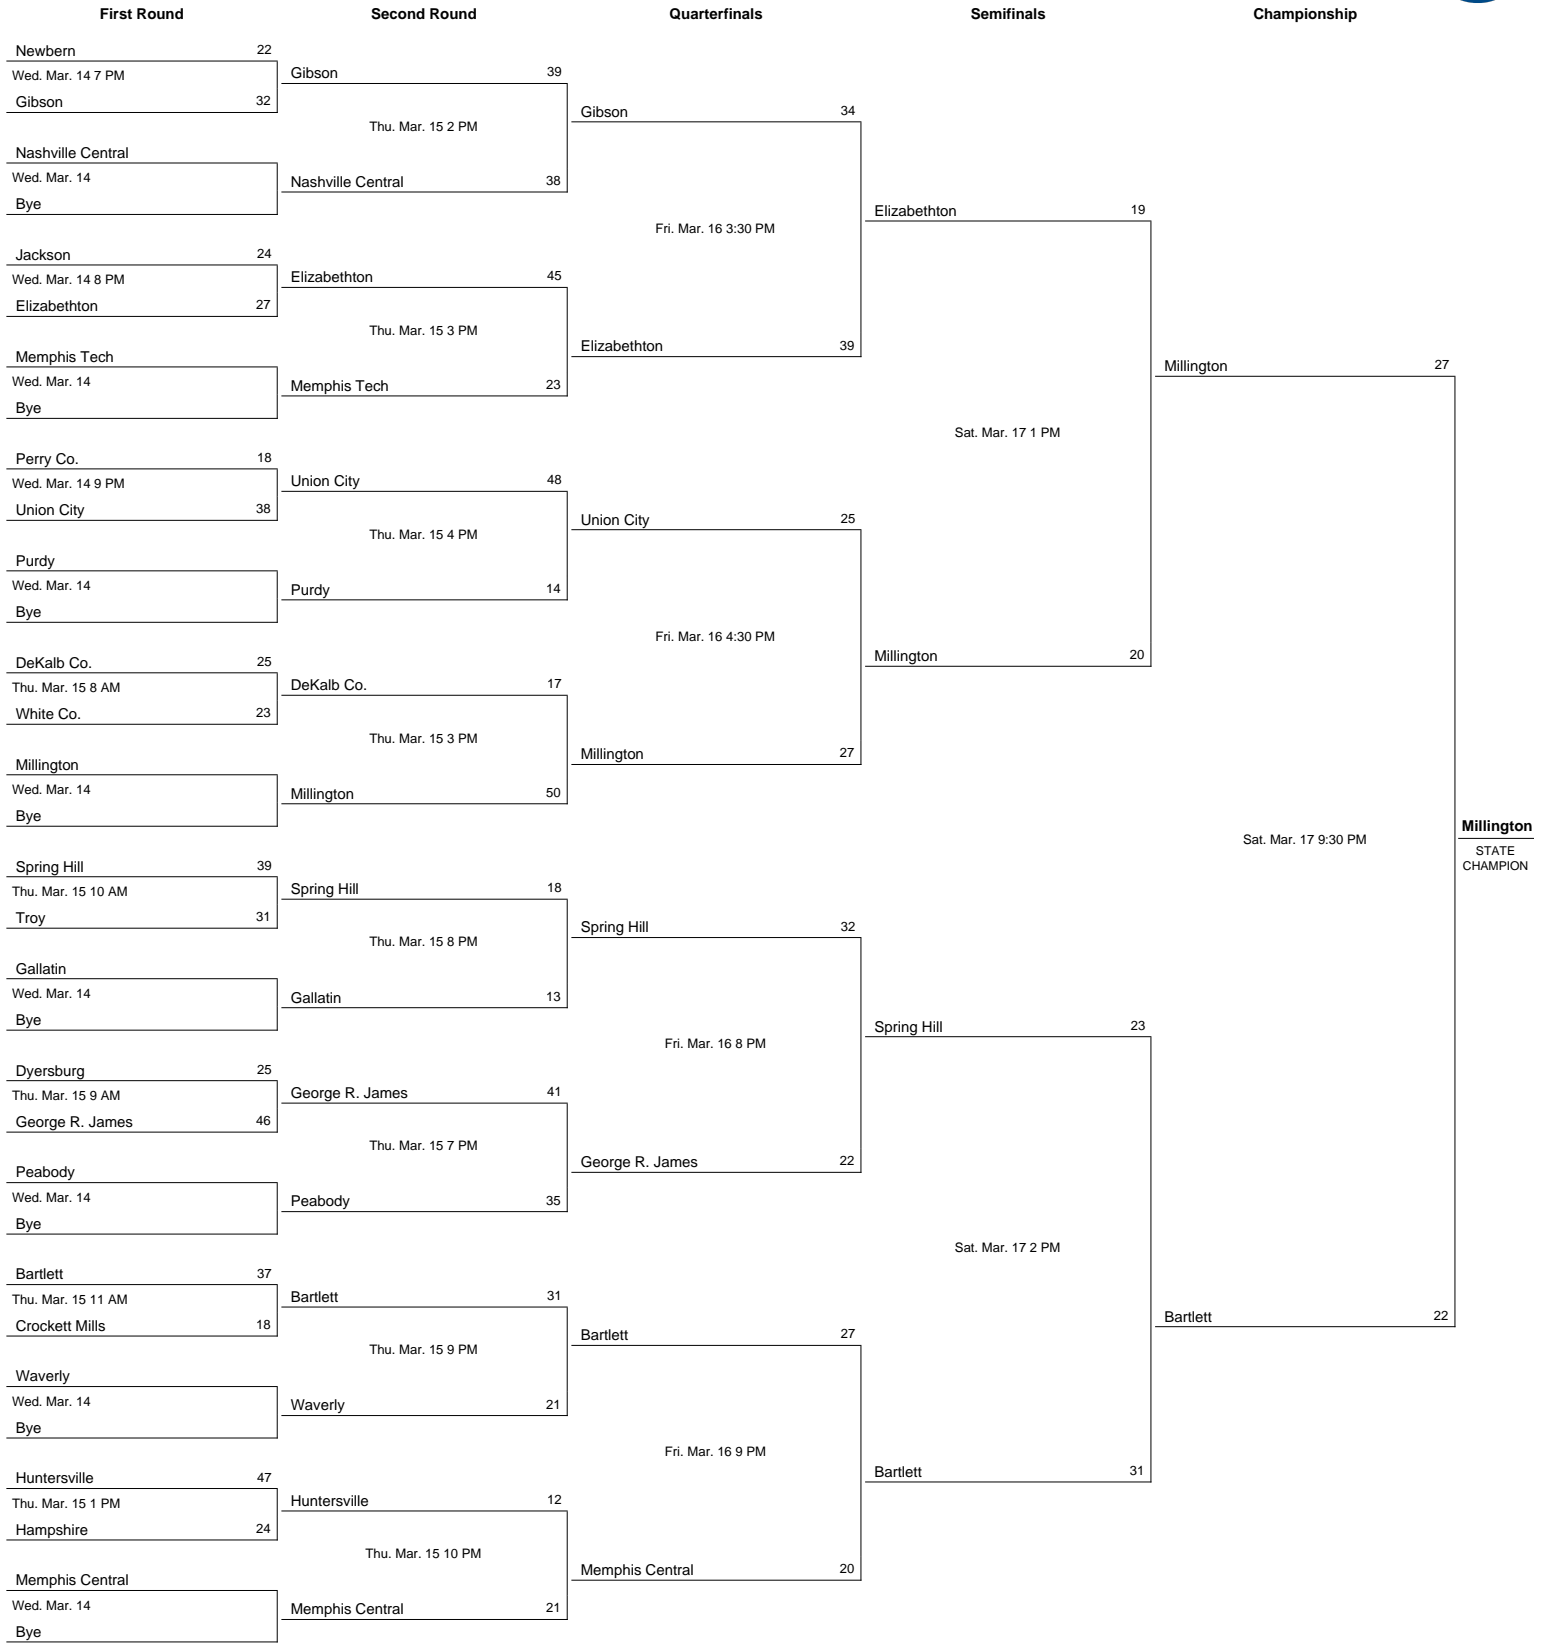 First Round Second Round Quarterfinals Semifinals Championship
Newbern 22
Wed. Mar. 14 7 PM
Gibson 32
Nashville Central
Wed. Mar. 14
Bye
Jackson 24
Wed. Mar. 14 8 PM
Elizabethton 27
Memphis Tech
Wed. Mar. 14
Bye
Perry Co. 18
Wed. Mar. 14 9 PM
Union City 38
Purdy
Wed. Mar. 14
Bye
DeKalb Co. 25
Thu. Mar. 15 8 AM
White Co. 23
Millington
Wed. Mar. 14
Bye
Spring Hill 39
Thu. Mar. 15 10 AM
Troy 31
Gallatin
Wed. Mar. 14
Bye
Dyersburg 25
Thu. Mar. 15 9 AM
George R. James 46
Peabody
Wed. Mar. 14
Bye
Bartlett 37
Thu. Mar. 15 11 AM
Crockett Mills 18
Waverly
Wed. Mar. 14
Bye
Huntersville 47
Thu. Mar. 15 1 PM
Hampshire 24
Memphis Central
Wed. Mar. 14
Bye
Gibson 39
Thu. Mar. 15 2 PM
Nashville Central 38
Elizabethton 45
Thu. Mar. 15 3 PM
Memphis Tech 23
Union City 48
Thu. Mar. 15 4 PM
Purdy 14
DeKalb Co. 17
Thu. Mar. 15 3 PM
Millington 50
Spring Hill 18
Thu. Mar. 15 8 PM
Gallatin 13
George R. James 41
Thu. Mar. 15 7 PM
Peabody 35
Bartlett 31
Thu. Mar. 15 9 PM
Waverly 21
Huntersville 12
Thu. Mar. 15 10 PM
Memphis Central 21
Gibson 34
Fri. Mar. 16 3:30 PM
Elizabethton 39
Union City 25
Fri. Mar. 16 4:30 PM
Millington 27
Spring Hill 32
Fri. Mar. 16 8 PM
George R. James 22
Bartlett 27
Fri. Mar. 16 9 PM
Memphis Central 20
Elizabethton 19
Sat. Mar. 17 1 PM
Millington 20
Spring Hill 23
Sat. Mar. 17 2 PM
Bartlett 31
Millington 27
Sat. Mar. 17 9:30 PM
Bartlett 22
Millington
STATE
CHAMPION